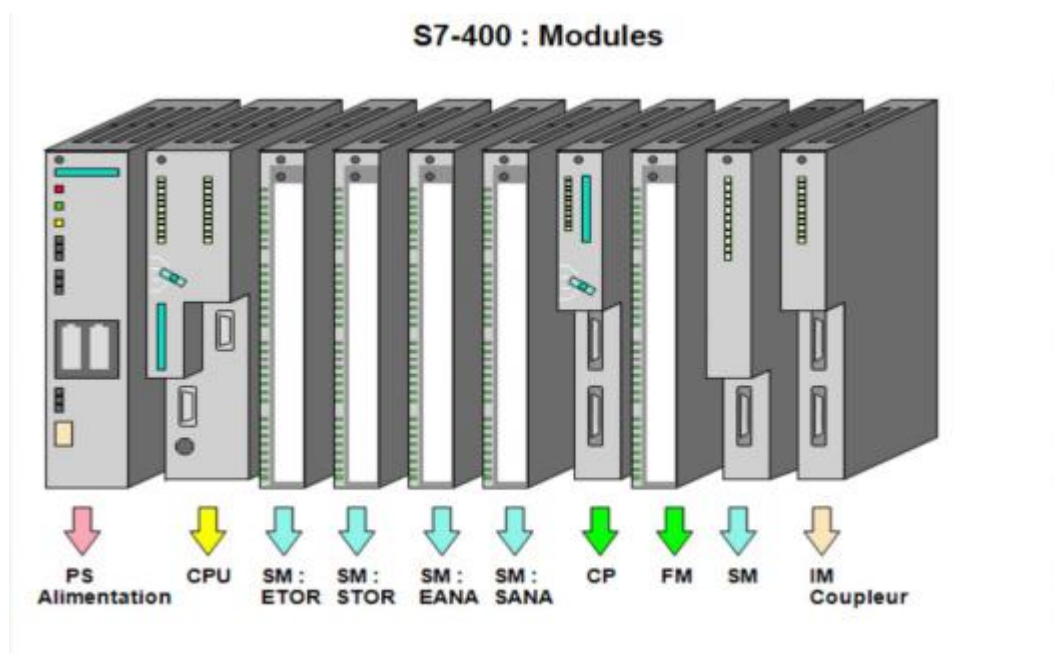 S7-400 : Modules
PS
Alimentation
CPU
SM :
ETOR
SM :
STOR
SM :
EANA
SM :
SANA
CP
FM
SM
IM
Coupleur